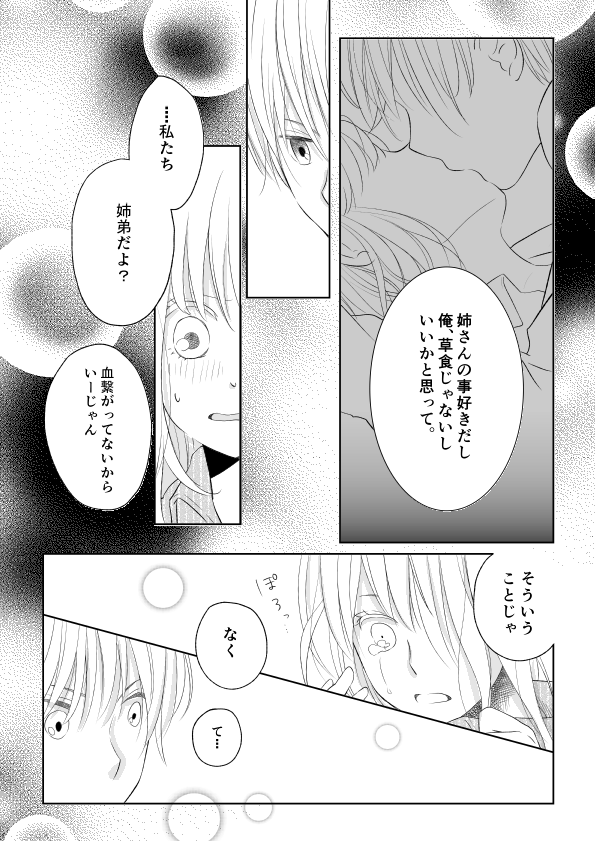 姉さんの事好きだし
俺、草食じゃないし
いいかと思って。
……私たち
姉弟だよ？
血繋がってないから
いーじゃん
そういう
ことじゃ
ぽろっ…
なく
て…